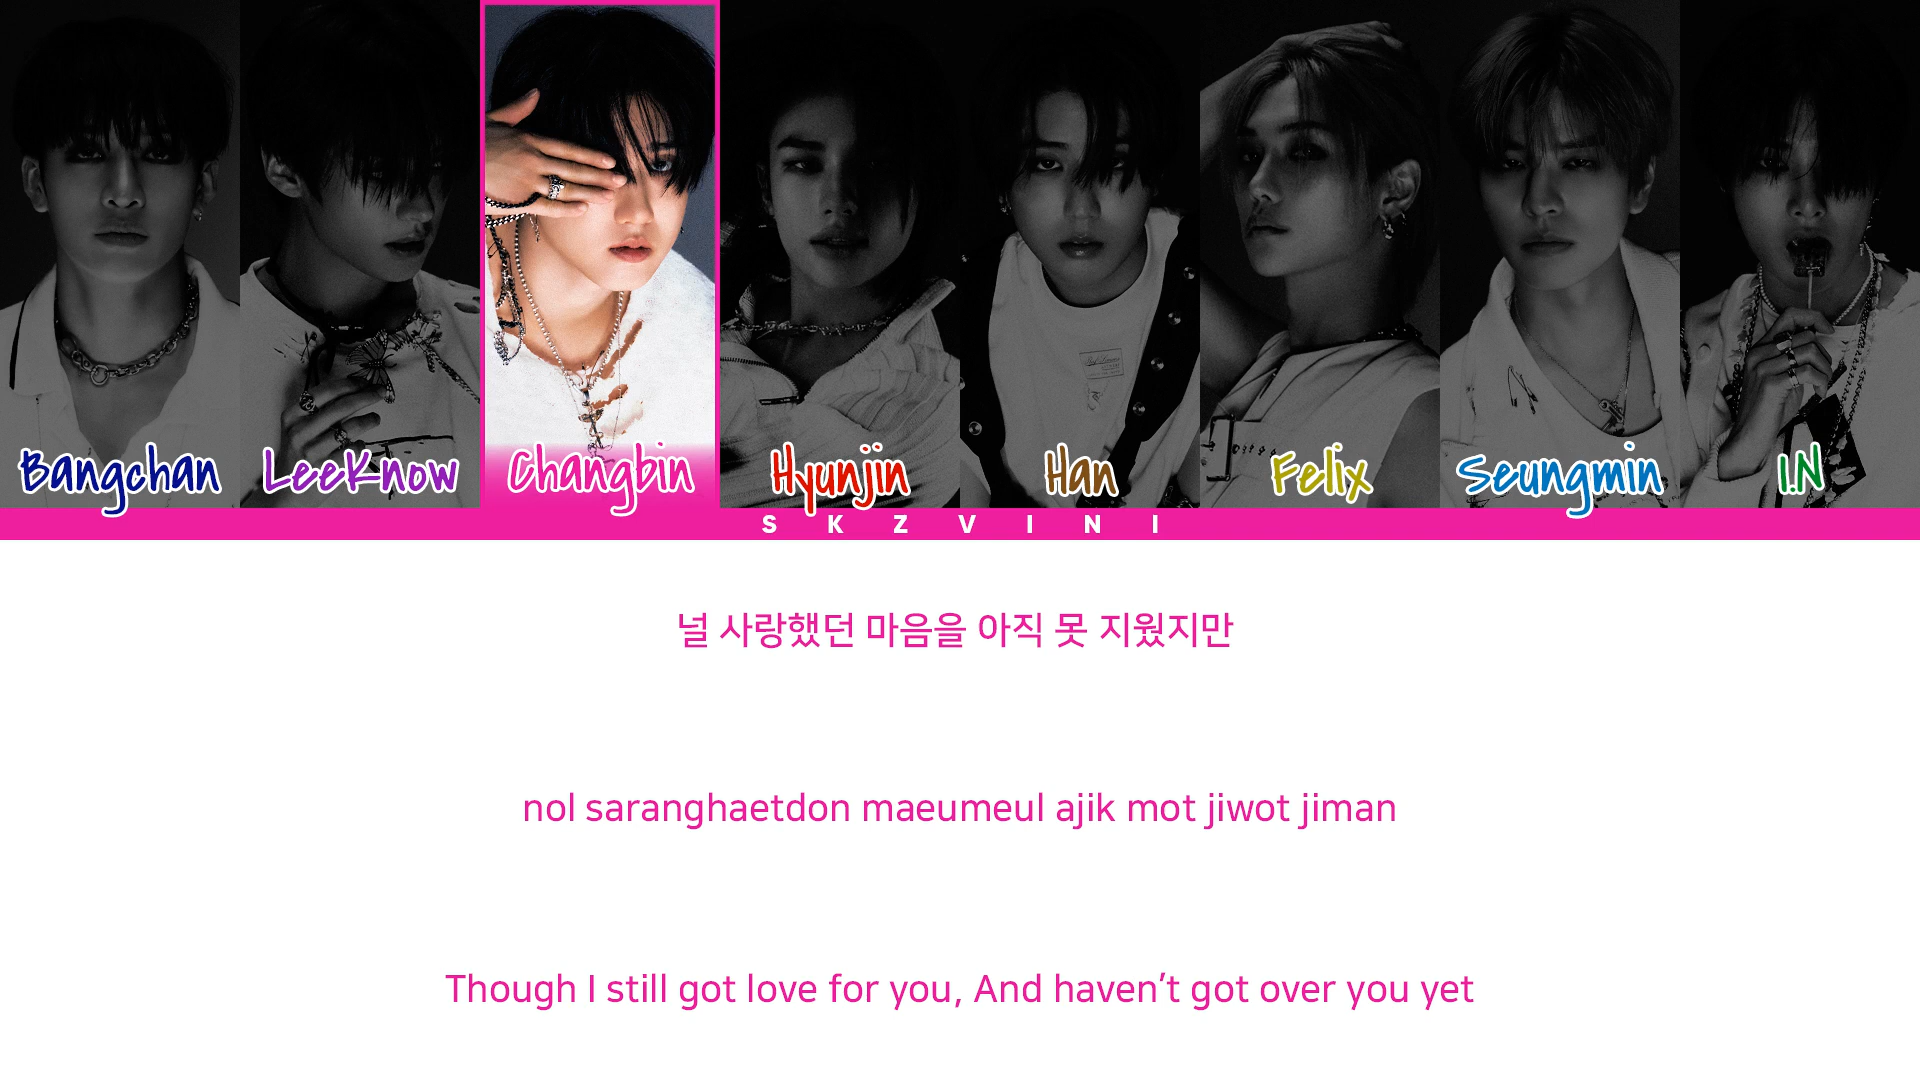 Bangchan LeeKnow Changbin Hyunjin Han Felix Seungmin I.N
SKZVINI
널 사랑했던 마음을 아직 못 지웠지만
nol saranghaetdon maeumeul ajik mot jiwot jiman
Though I still got love for you, And haven't got over you yet